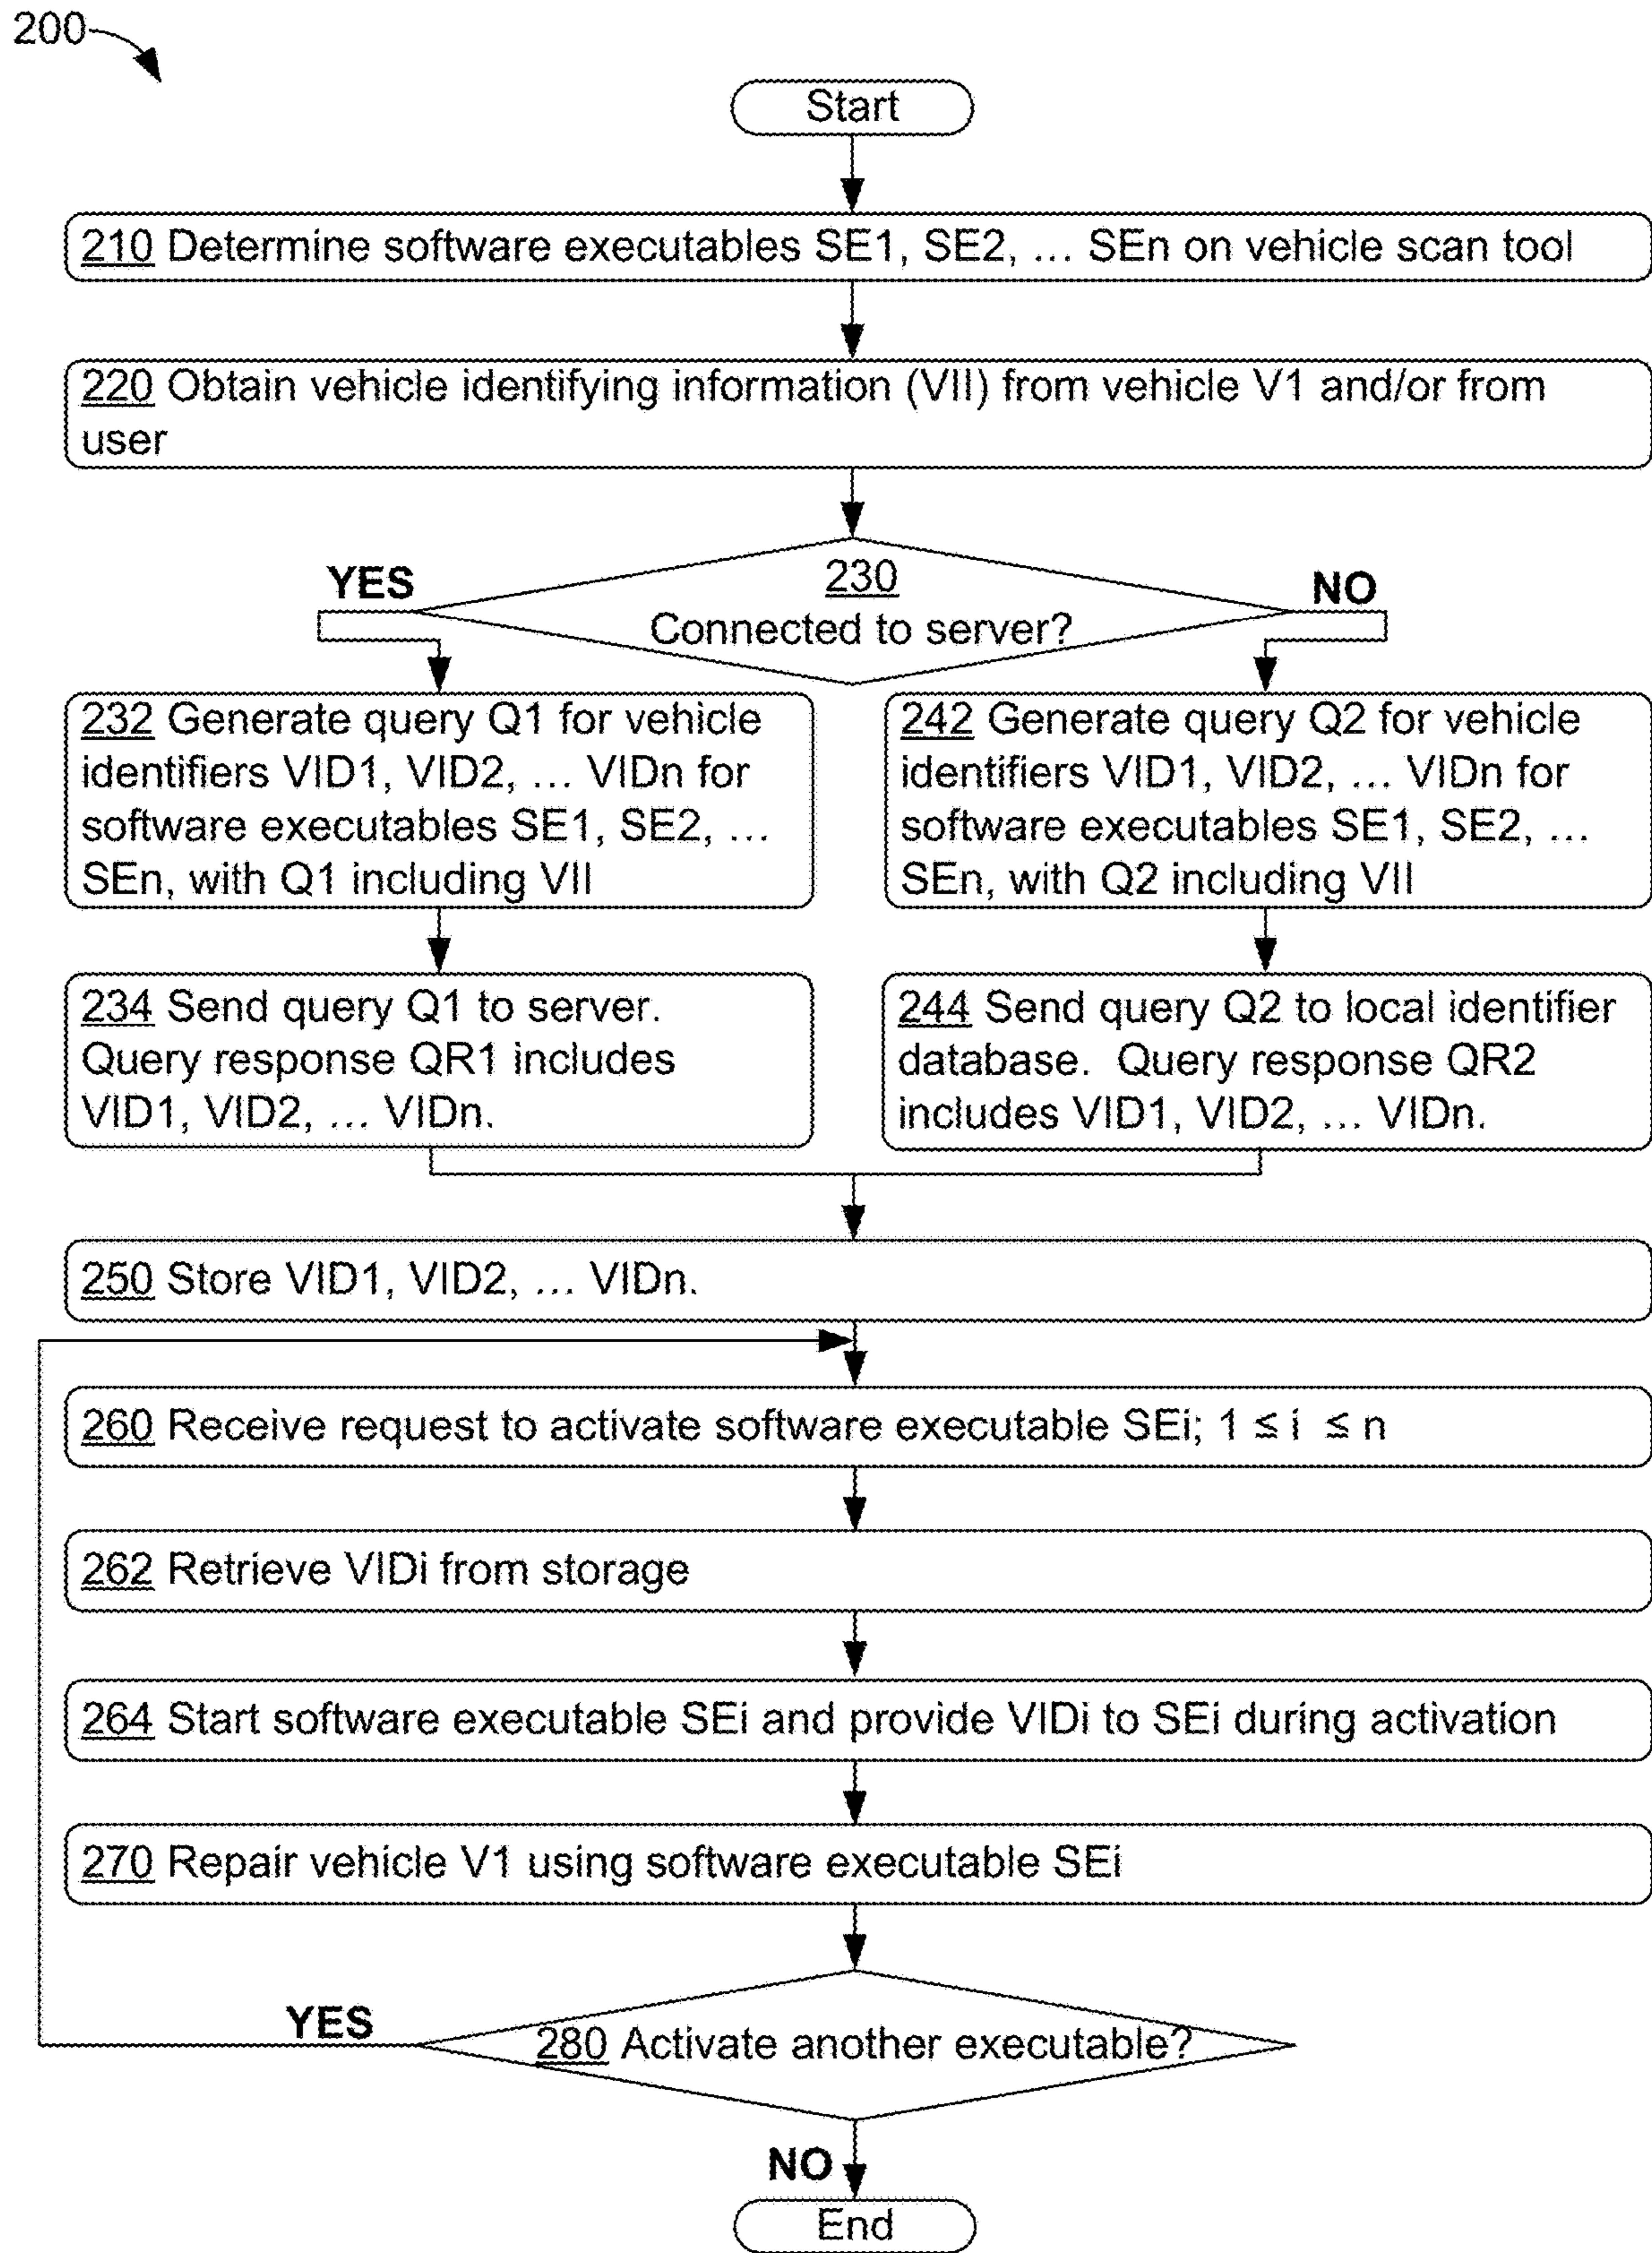 200
Start
210 Determine software executables SE1, SE2, … SEn on vehicle scan tool
220 Obtain vehicle identifying information (VII) from vehicle V1 and/or from
user
230
YES
NO
Connected to server?
232 Generate query Q1 for vehicle
identifiers VID1, VID2, … VIDn for
software executables SE1, SE2, …
SEn, with Q1 including VII
242 Generate query Q2 for vehicle
identifiers VID1, VID2, … VIDn for
software executables SE1, SE2, …
SEn, with Q2 including VII
234 Send query Q1 to server.
Query response QR1 includes
VID1, VID2, … VIDn.
244 Send query Q2 to local identifier
database.  Query response QR2
includes VID1, VID2, … VIDn.
250 Store VID1, VID2, … VIDn.
260 Receive request to activate software executable SEi; 1 ≤ i ≤ n
262 Retrieve VIDi from storage
264 Start software executable SEi and provide VIDi to SEi during activation
270 Repair vehicle V1 using software executable SEi
YES
280 Activate another executable?
NO
End